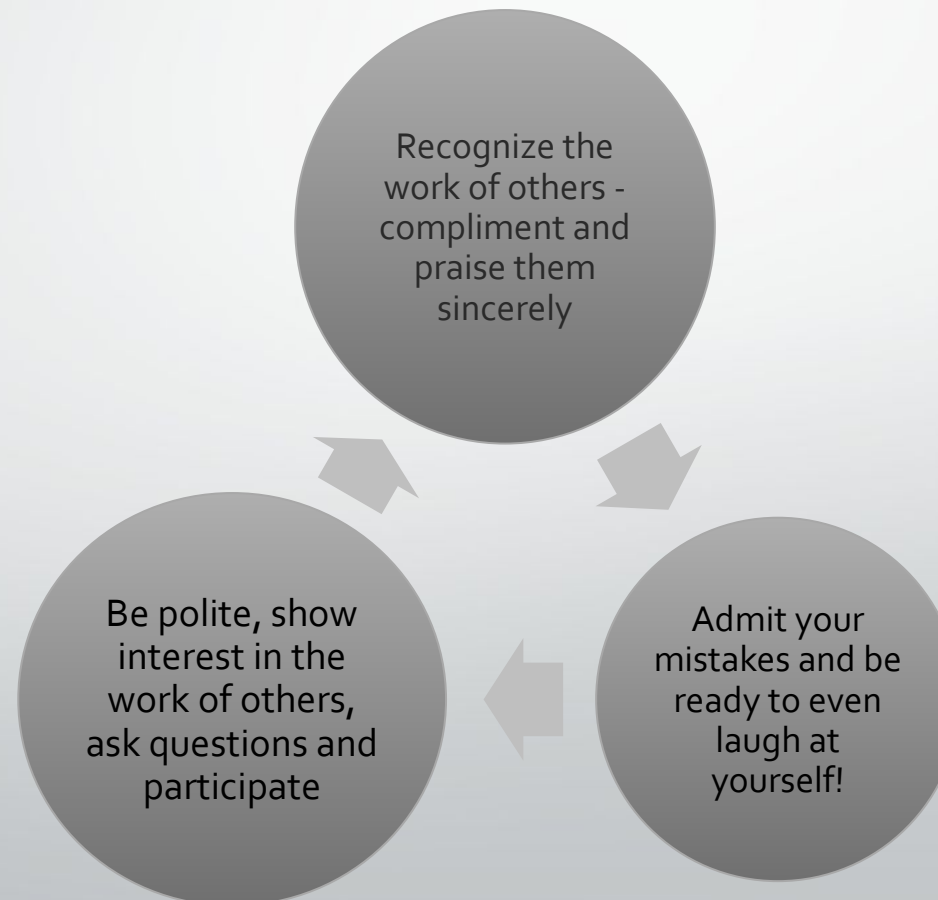 Recognize the
work of others -
compliment and
praise them
sincerely
Admit your
mistakes and be
ready to even
laugh at
yourself!
Be polite, show
interest in the
work of others,
ask questions and
participate